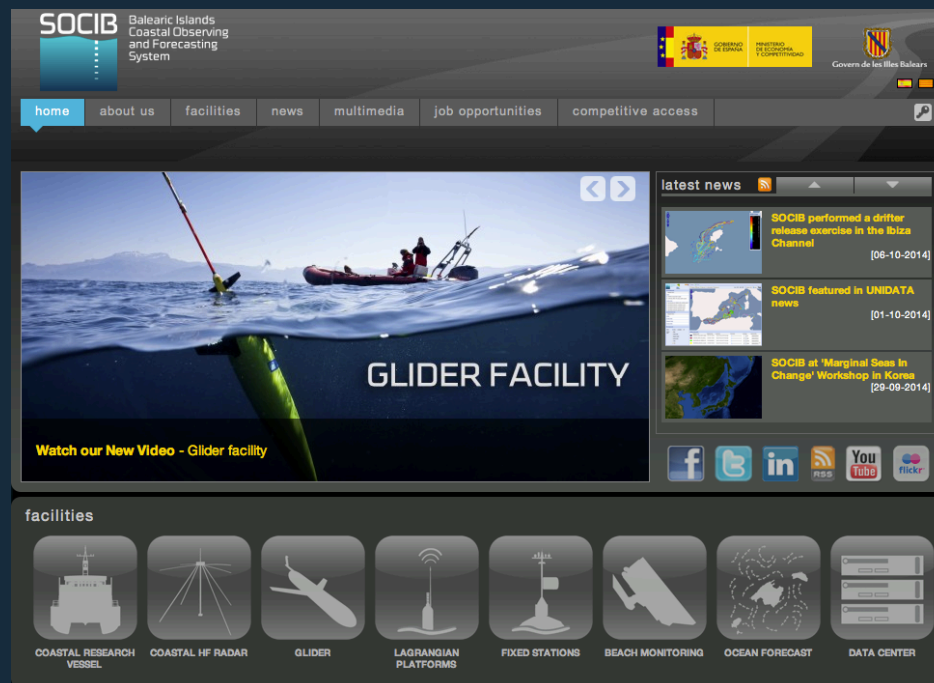 SOCIB
Balearic Islands
Coastal Observing
and Forecasting
System
GOBIERNO
DE ESPAÑA
MINISTERIO
DE ECONOMÍA
Y COMPETITIVIDAD
Govern de les Illes Balears
home about us facilities news multimedia job opportunities competitive access
GLIDER FACILITY
Watch our New Video - Glider facility
latest news
SOCIB performed a drifter
release exercise in the Ibiza
Channel
[06-10-2014]
SOCIB featured in UNIDATA
news
[01-10-2014]
SOCIB at 'Marginal Seas In
Change' Workshop in Korea
[29-09-2014]
f t in RSS You Tube flickr
facilities
COASTAL RESEARCH
VESSEL
COASTAL HF RADAR
GLIDER
LAGRANGIAN
PLATFORMS
FIXED STATIONS
BEACH MONITORING
OCEAN FORECAST
DATA CENTER